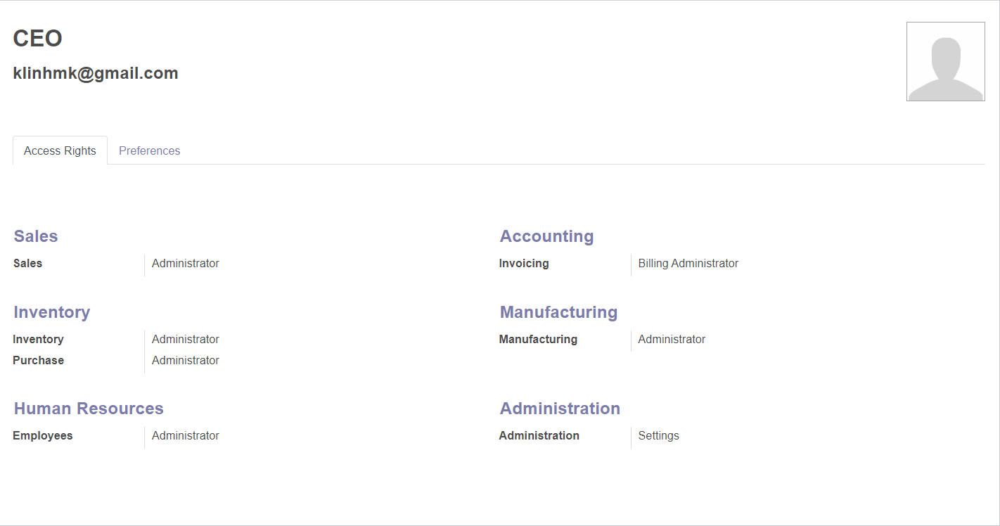 CEO
klinhmk@gmail.com
Access Rights Preferences
Sales
Sales Administrator
Accounting
Invoicing Billing Administrator
Inventory
Inventory Administrator
Purchase Administrator
Manufacturing
Manufacturing Administrator
Human Resources
Employees Administrator
Administration
Administration Settings